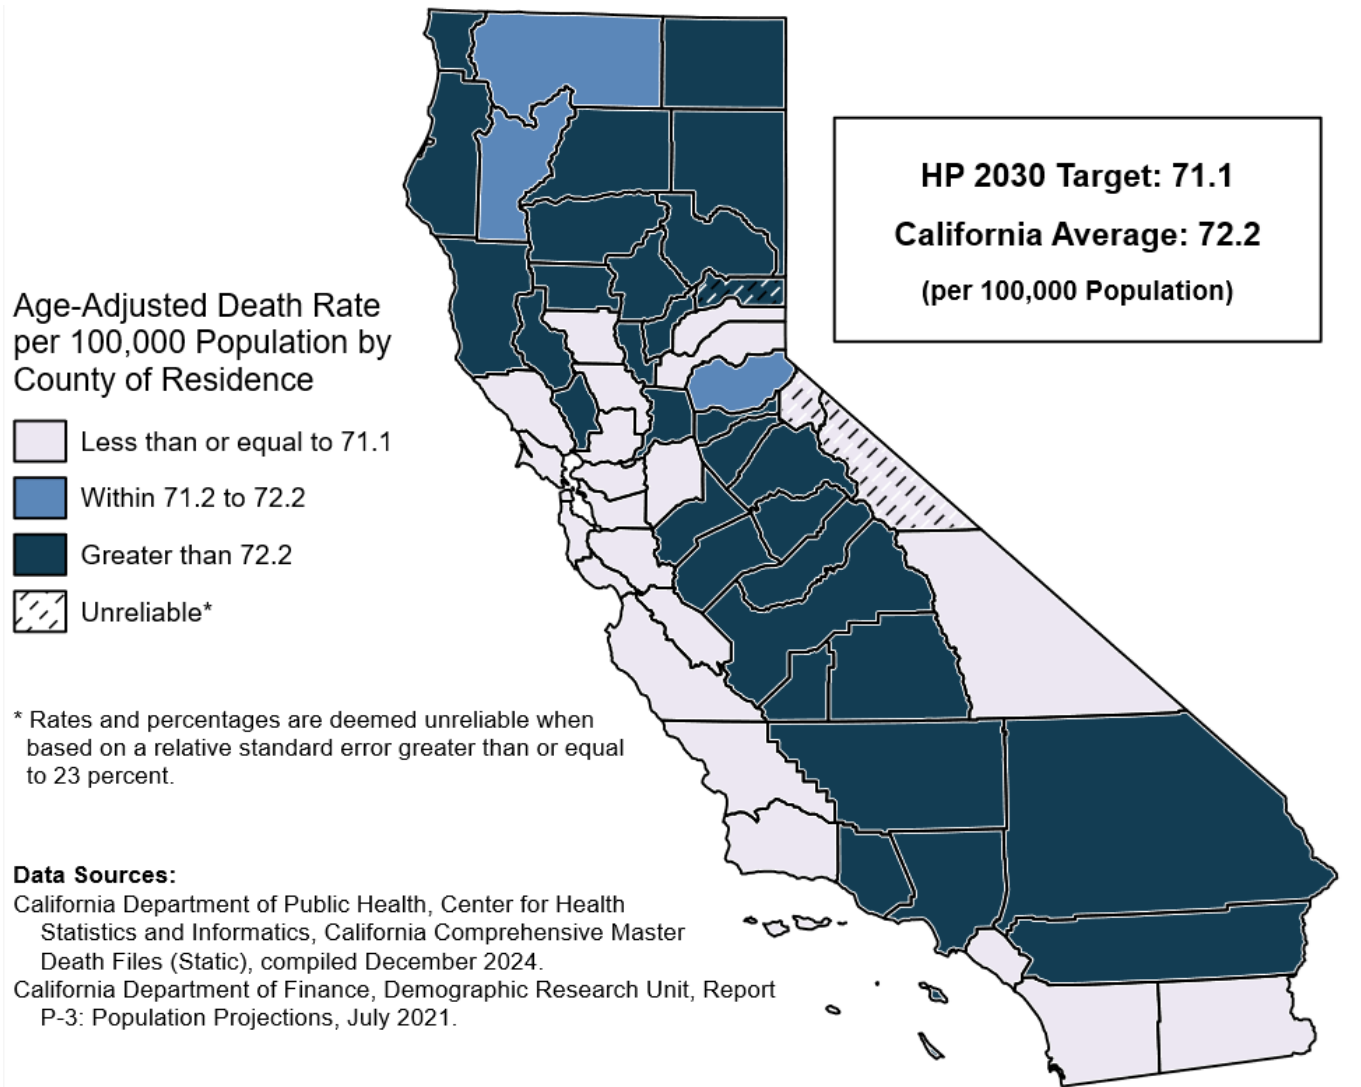 HP 2030 Target: 71.1
California Average: 72.2
(per 100,000 Population)
Age-Adjusted Death Rate
per 100,000 Population by
County of Residence
Less than or equal to 71.1
Within 71.2 to 72.2
Greater than 72.2
Unreliable*
* Rates and percentages are deemed unreliable when
based on a relative standard error greater than or equal
to 23 percent.
Data Sources:
California Department of Public Health, Center for Health
Statistics and Informatics, California Comprehensive Master
Death Files (Static), compiled December 2024.
California Department of Finance, Demographic Research Unit, Report
P-3: Population Projections, July 2021.